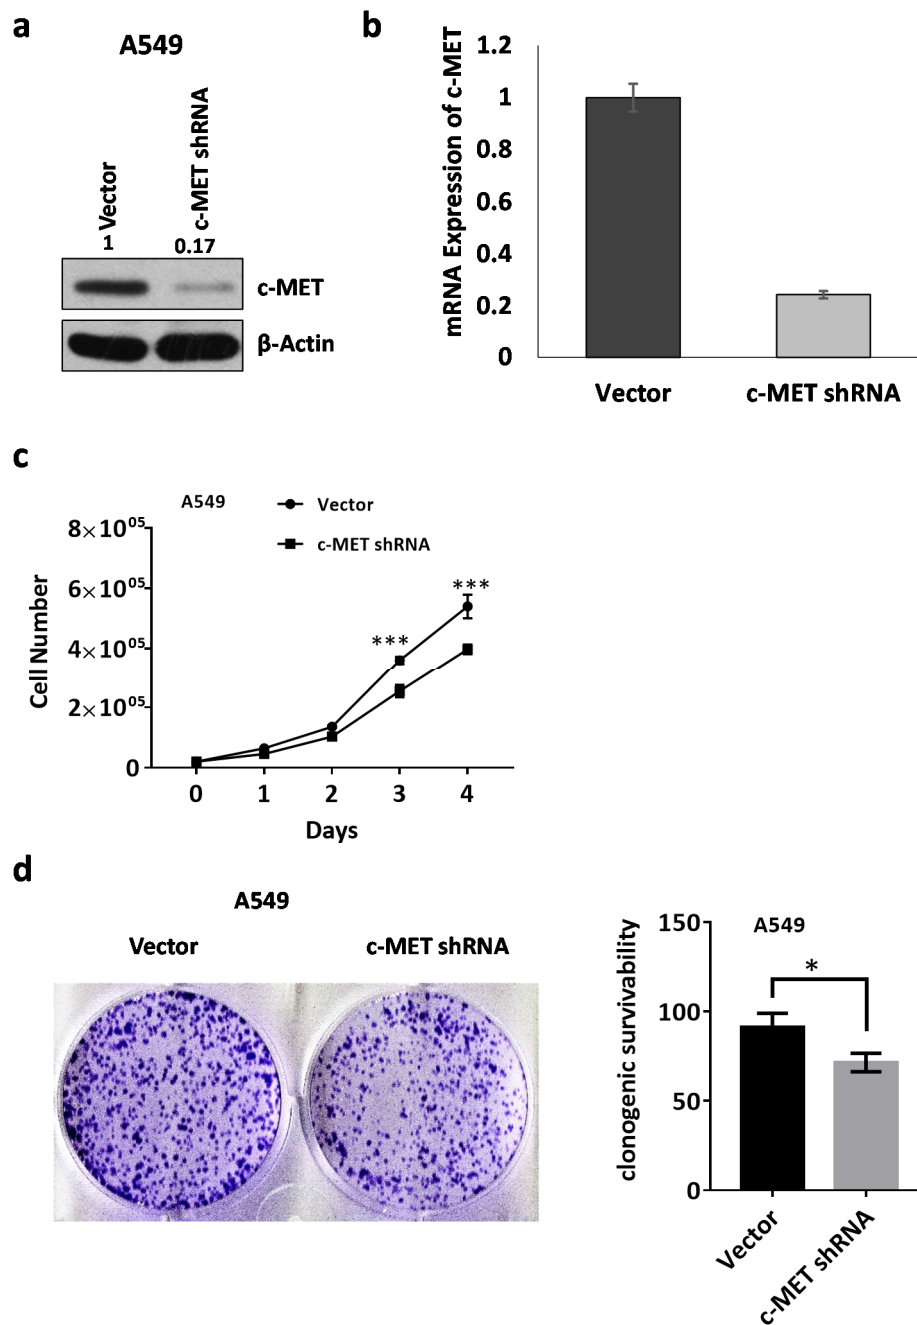 a
A549
Vector
c-MET shRNA
1
0.17
c-MET
β-Actin
b
mRNA Expression of c-MET
1.2
1
0.8
0.6
0.4
0.2
0
Vector
c-MET shRNA
c
A549
Vector
c-MET shRNA
Cell Number
8×10⁰⁵
6×10⁰⁵
4×10⁰⁵
2×10⁰⁵
0
***
***
0 1 2 3 4
Days
d
A549
Vector
c-MET shRNA
clonogenic survivability
150
100
50
0
A549
*
Vector
c-MET shRNA